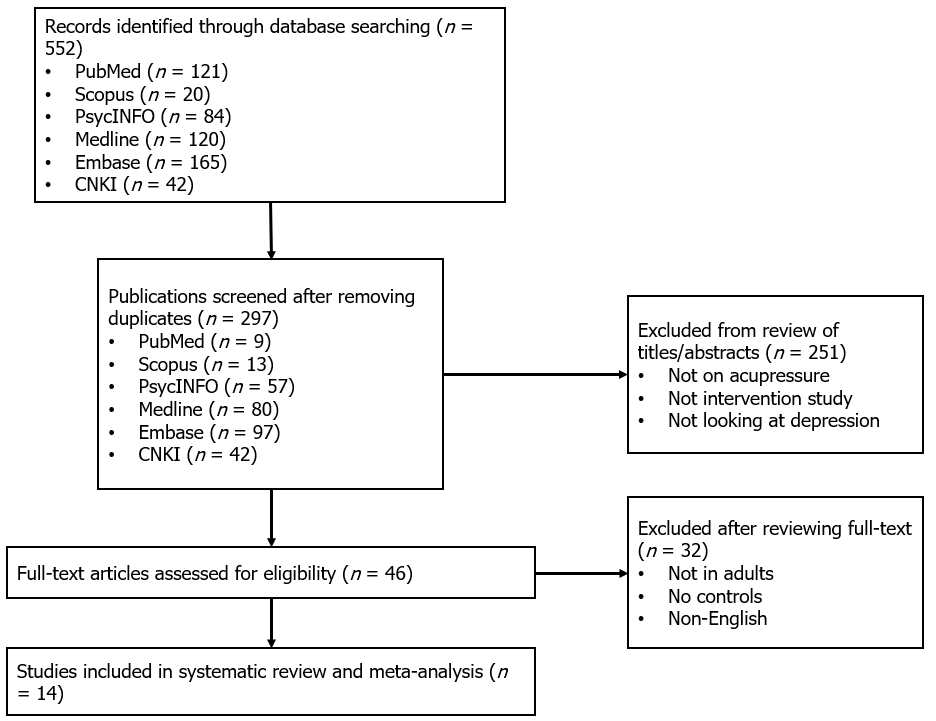 Records identified through database searching (n =
552)
• PubMed (n = 121)
• Scopus (n = 20)
• PsycINFO (n = 84)
• Medline (n = 120)
• Embase (n = 165)
• CNKI (n = 42)
Publications screened after removing
duplicates (n = 297)
• PubMed (n = 9)
• Scopus (n = 13)
• PsycINFO (n = 57)
• Medline (n = 80)
• Embase (n = 97)
• CNKI (n = 42)
Excluded from review of
titles/abstracts (n = 251)
• Not on acupressure
• Not intervention study
• Not looking at depression
Full-text articles assessed for eligibility (n = 46)
Excluded after reviewing full-text
(n = 32)
• Not in adults
• No controls
• Non-English
Studies included in systematic review and meta-analysis (n
= 14)